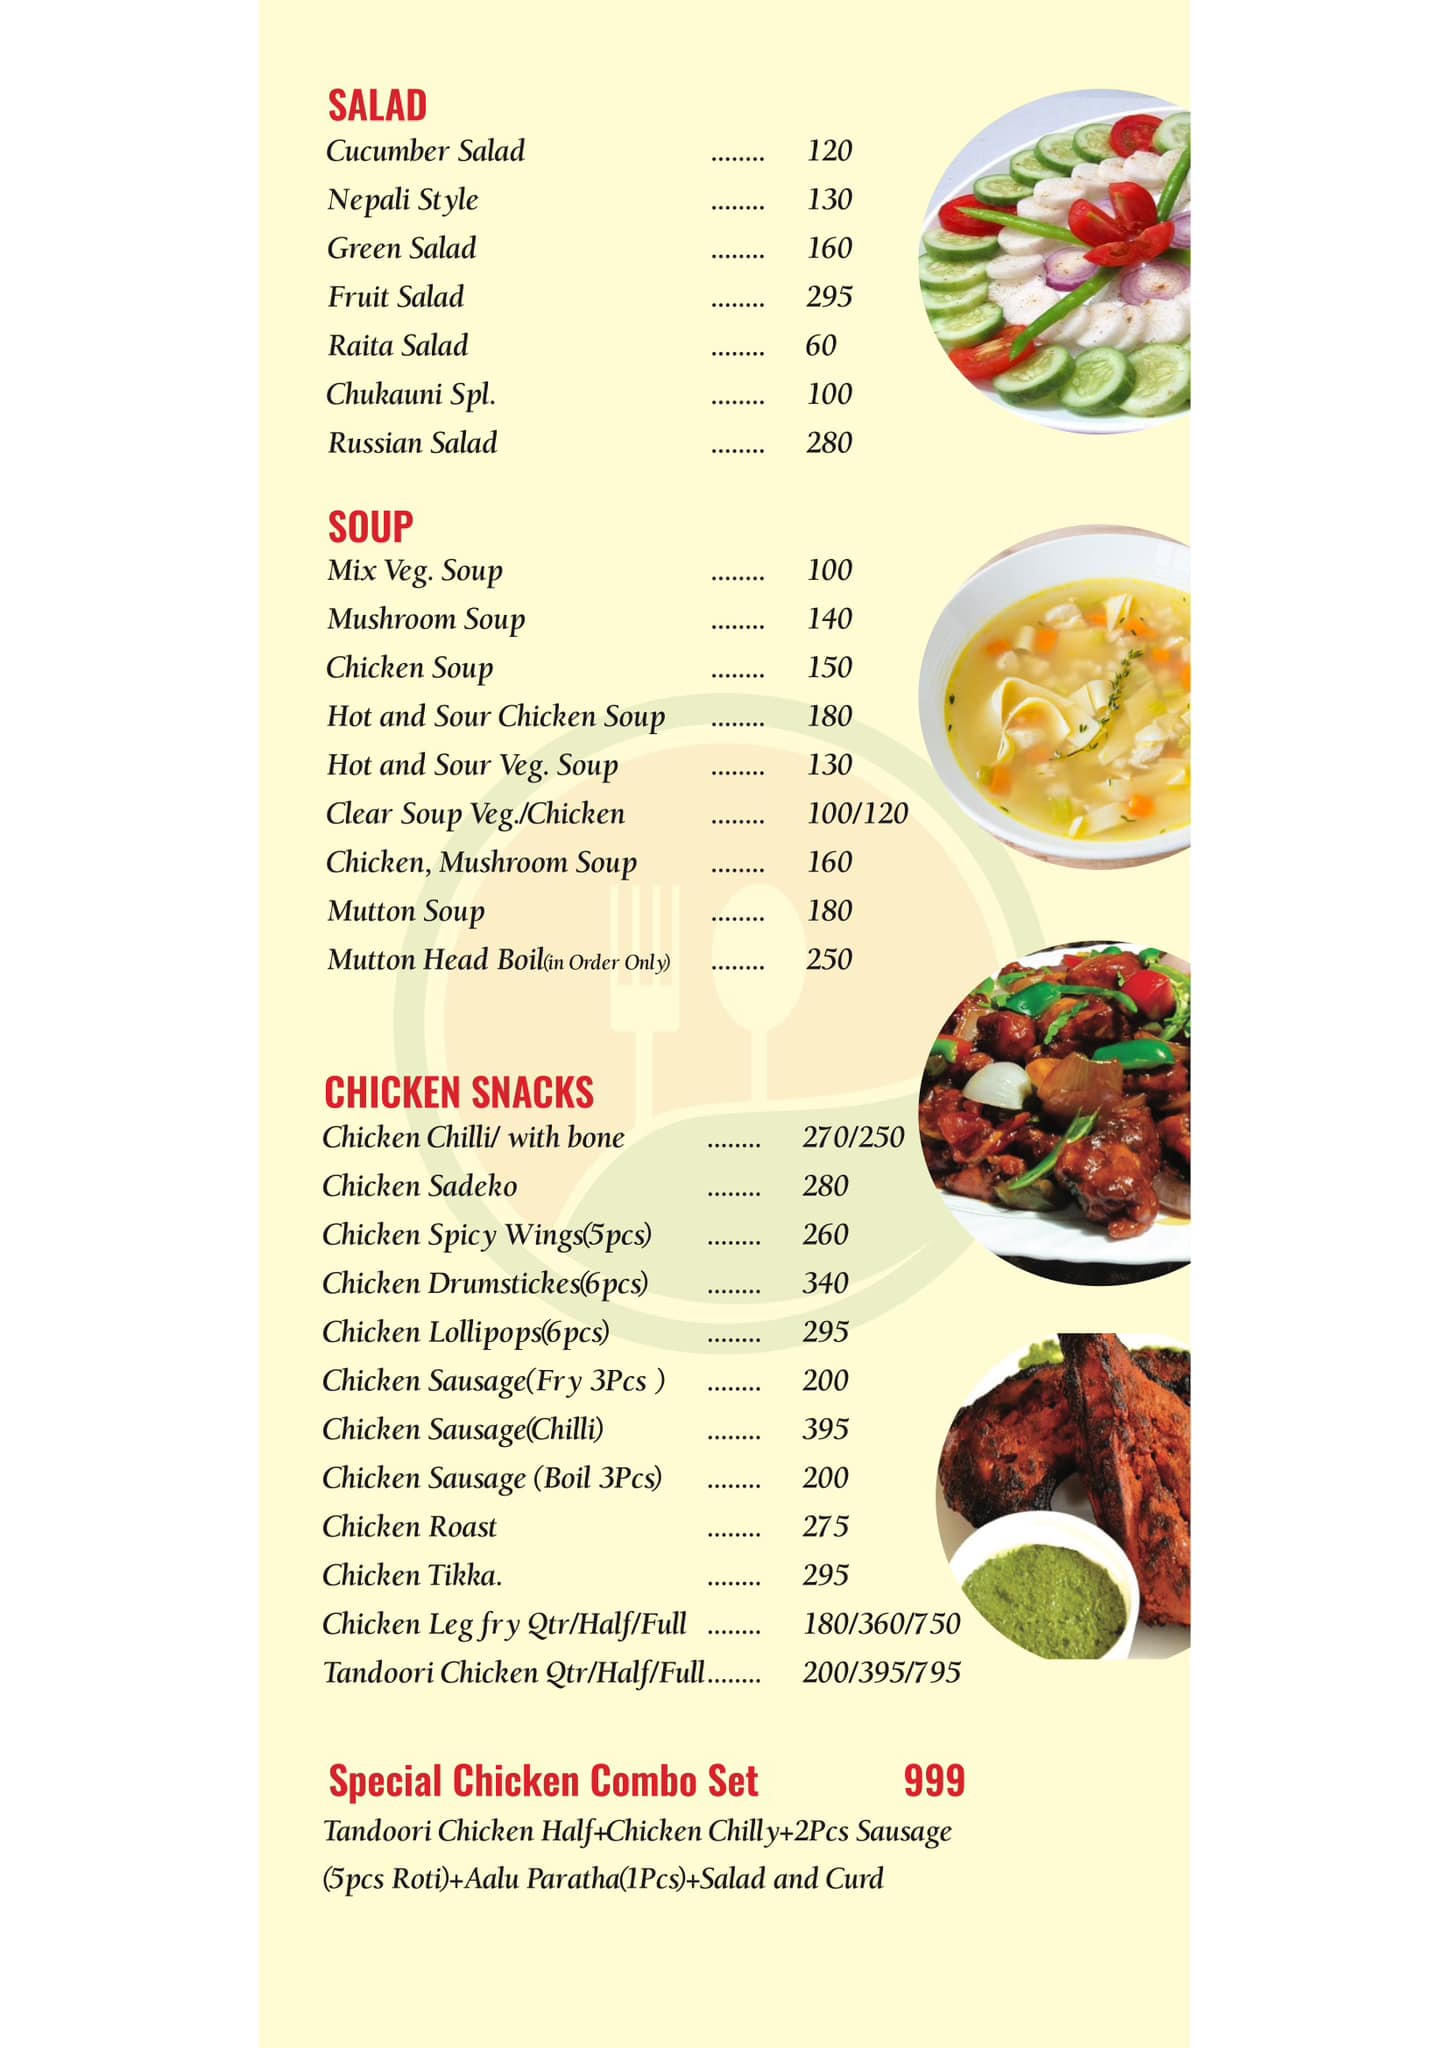 SALAD
Cucumber Salad ........ 120
Nepali Style ........ 130
Green Salad ........ 160
Fruit Salad ........ 295
Raita Salad ........ 60
Chukauni Spl. ........ 100
Russian Salad ........ 280
SOUP
Mix Veg. Soup ........ 100
Mushroom Soup ........ 140
Chicken Soup ........ 150
Hot and Sour Chicken Soup ........ 180
Hot and Sour Veg. Soup ........ 130
Clear Soup Veg./Chicken ........ 100/120
Chicken, Mushroom Soup ........ 160
Mutton Soup ........ 180
Mutton Head Boil(in Order Only) ........ 250
CHICKEN SNACKS
Chicken Chilli/ with bone ........ 270/250
Chicken Sadeko ........ 280
Chicken Spicy Wings(5pcs) ........ 260
Chicken Drumstickes(6pcs) ........ 340
Chicken Lollipops(6pcs) ........ 295
Chicken Sausage(Fry 3Pcs ) ........ 200
Chicken Sausage(Chilli) ........ 395
Chicken Sausage (Boil 3Pcs) ........ 200
Chicken Roast ........ 275
Chicken Tikka. ........ 295
Chicken Leg fry Qtr/Half/Full ........ 180/360/750
Tandoori Chicken Qtr/Half/Full ........ 200/395/795
Special Chicken Combo Set 999
Tandoori Chicken Half+Chicken Chilly+2Pcs Sausage
(5pcs Roti)+Aalu Paratha(1Pcs)+Salad and Curd